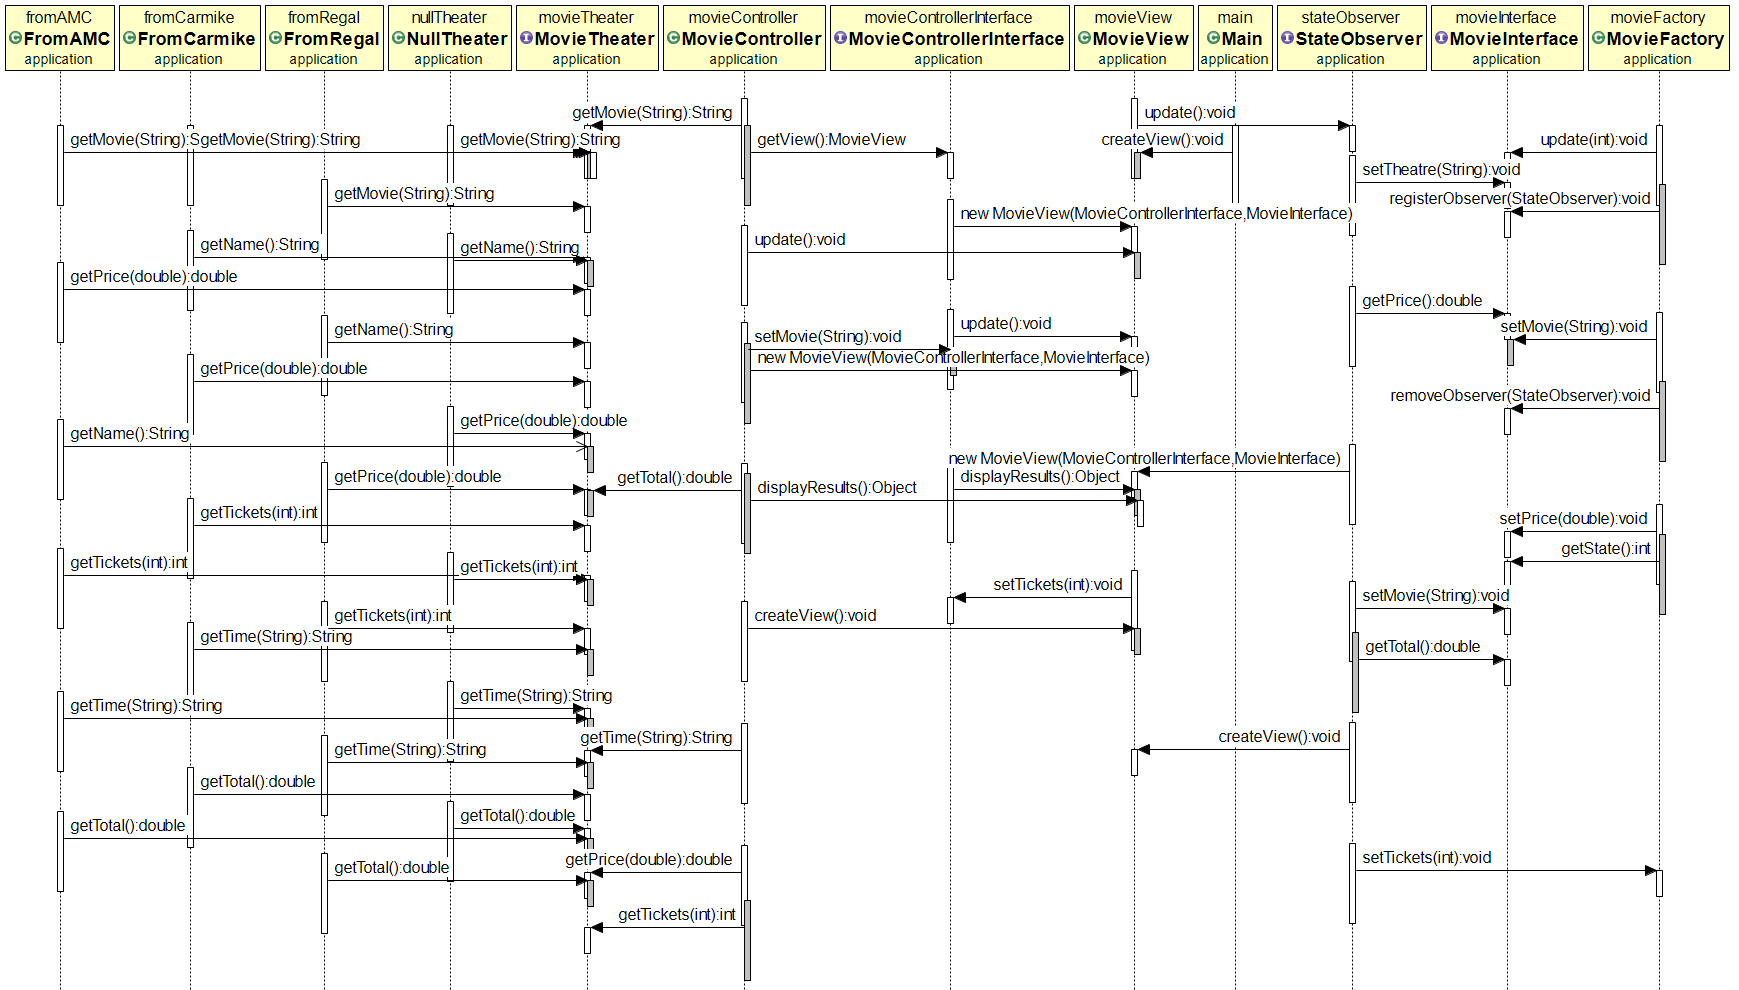 fromAMC
FromAMC
application
fromCarmike
FromCarmike
application
fromRegal
FromRegal
application
nullTheater
NullTheater
application
movieTheater
MovieTheater
application
movieController
MovieController
application
movieControllerInterface
MovieControllerInterface
application
movieView
MovieView
application
main
Main
application
stateObserver
StateObserver
application
movieInterface
MovieInterface
application
movieFactory
MovieFactory
application
getMovie(String):String
update():void
getMovie(String):S
getMovie(String):String
getMovie(String):String
getView():MovieView
createView():void
update(int):void
setTheatre(String):void
getMovie(String):String
registerObserver(StateObserver):void
new MovieView(MovieControllerInterface,MovieInterface)
update():void
getName():String
getName():String
getPrice(double):double
getPrice():double
update():void
setMovie(String):void
getName():String
setMovie(String):void
new MovieView(MovieControllerInterface,MovieInterface)
getPrice(double):double
removeObserver(StateObserver):void
getPrice(double):double
getName():String
new MovieView(MovieControllerInterface,MovieInterface)
getPrice(double):double
getTotal():double
displayResults():Object
displayResults():Object
getTickets(int):int
setPrice(double):void
getState():int
getTickets(int):int
getTickets(int):int
setTickets(int):void
setMovie(String):void
getTickets(int):int
createView():void
getTime(String):String
getTotal():double
getTime(String):String
getTime(String):String
getTime(String):String
createView():void
getTime(String):String
getTotal():double
getTotal():double
getTotal():double
getPrice(double):double
setTickets(int):void
getTotal():double
getTickets(int):int